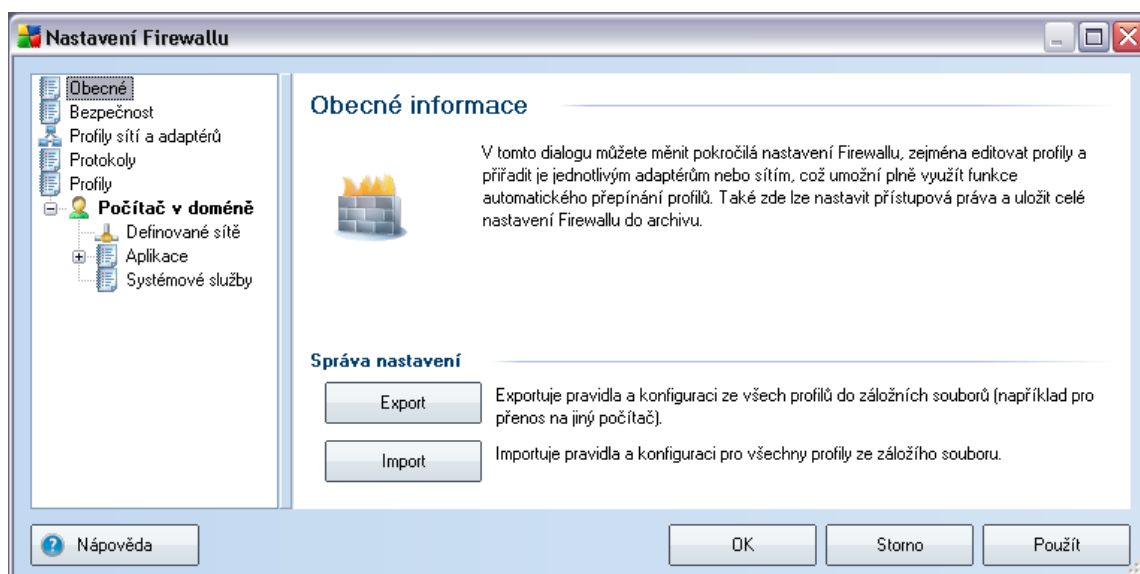 Nastavení Firewallu
Obecné
Bezpečnost
Profily sítí a adaptérů
Protokoly
Profily
Počítač v doméně
Definované sítě
Aplikace
Systémové služby
Obecné informace
V tomto dialogu můžete měnit pokročilá nastavení Firewallu, zejména editovat profily a
přiřadit je jednotlivým adaptérům nebo sítím, což umožní plně využít funkce
automatického přepínání profilů. Také zde lze nastavit přístupová práva a uložit celé
nastavení Firewallu do archivu.
Správa nastavení
Export
Exportuje pravidla a konfiguraci ze všech profilů do záložních souborů (například pro
přenos na jiný počítač).
Import
Importuje pravidla a konfiguraci pro všechny profily ze záložího souboru.
Nápověda
OK
Storno
Použít